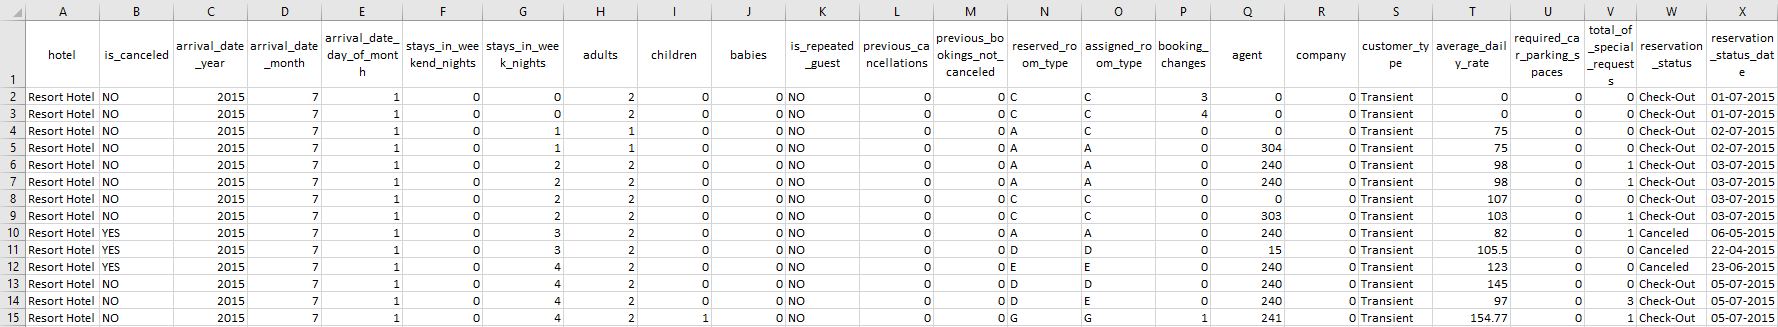 A B C D E F G H I J K L M N O P Q R S T U V W X
1 hotel is_canceled arrival_date_year arrival_date_month arrival_date_day_of_month stays_in_weekend_nights stays_in_week_nights adults children babies is_repeated_guest previous_cancellations previous_bookings_not_canceled reserved_room_type assigned_room_type booking_changes agent company customer_type average_daily_rate required_car_parking_spaces total_of_special_requests reservation_status reservation_status_date
2 Resort Hotel NO 2015 7 1 0 0 2 0 0 NO 0 0 C C 3 0 0 Transient 0 0 0 Check-Out 01-07-2015
3 Resort Hotel NO 2015 7 1 0 0 2 0 0 NO 0 0 C C 4 0 0 Transient 0 0 0 Check-Out 01-07-2015
4 Resort Hotel NO 2015 7 1 0 1 1 0 0 NO 0 0 A C 0 0 0 Transient 75 0 0 Check-Out 02-07-2015
5 Resort Hotel NO 2015 7 1 0 1 1 0 0 NO 0 0 A A 0 304 0 Transient 75 0 0 Check-Out 02-07-2015
6 Resort Hotel NO 2015 7 1 0 2 2 0 0 NO 0 0 A A 0 240 0 Transient 98 0 1 Check-Out 03-07-2015
7 Resort Hotel NO 2015 7 1 0 2 2 0 0 NO 0 0 A A 0 240 0 Transient 98 0 1 Check-Out 03-07-2015
8 Resort Hotel NO 2015 7 1 0 2 2 0 0 NO 0 0 C C 0 0 0 Transient 107 0 0 Check-Out 03-07-2015
9 Resort Hotel NO 2015 7 1 0 2 2 0 0 NO 0 0 C C 0 303 0 Transient 103 0 1 Check-Out 03-07-2015
10 Resort Hotel YES 2015 7 1 0 3 2 0 0 NO 0 0 A A 0 240 0 Transient 82 0 1 Canceled 06-05-2015
11 Resort Hotel YES 2015 7 1 0 3 2 0 0 NO 0 0 D D 0 15 0 Transient 105.5 0 0 Canceled 22-04-2015
12 Resort Hotel YES 2015 7 1 0 4 2 0 0 NO 0 0 E E 0 240 0 Transient 123 0 0 Canceled 23-06-2015
13 Resort Hotel NO 2015 7 1 0 4 2 0 0 NO 0 0 D D 0 240 0 Transient 145 0 0 Check-Out 05-07-2015
14 Resort Hotel NO 2015 7 1 0 4 2 0 0 NO 0 0 D E 0 240 0 Transient 97 0 3 Check-Out 05-07-2015
15 Resort Hotel NO 2015 7 1 0 4 2 1 0 NO 0 0 G G 1 241 0 Transient 154.77 0 1 Check-Out 05-07-2015